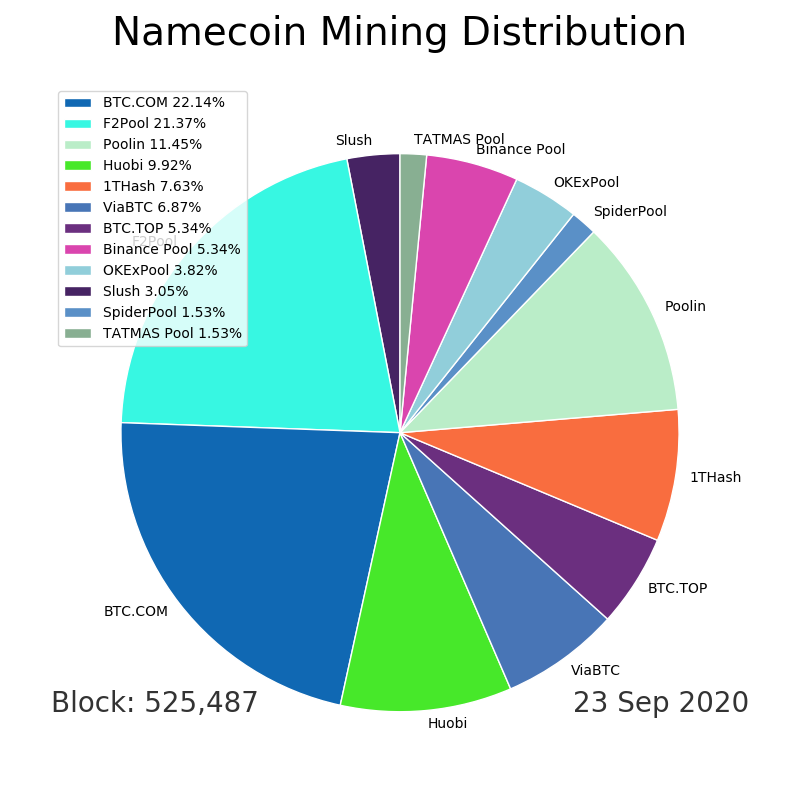 Namecoin Mining Distribution
BTC.COM 22.14%
F2Pool 21.37%
Poolin 11.45%
Huobi 9.92%
1THash 7.63%
ViaBTC 6.87%
BTC.TOP 5.34%
Binance Pool 5.34%
OKExPool 3.82%
Slush 3.05%
SpiderPool 1.53%
TATMAS Pool 1.53%
Slush
TATMAS Pool
Binance Pool
OKExPool
SpiderPool
F2Pool
Poolin
1THash
BTC.TOP
BTC.COM
ViaBTC
Huobi
Block: 525,487
23 Sep 2020